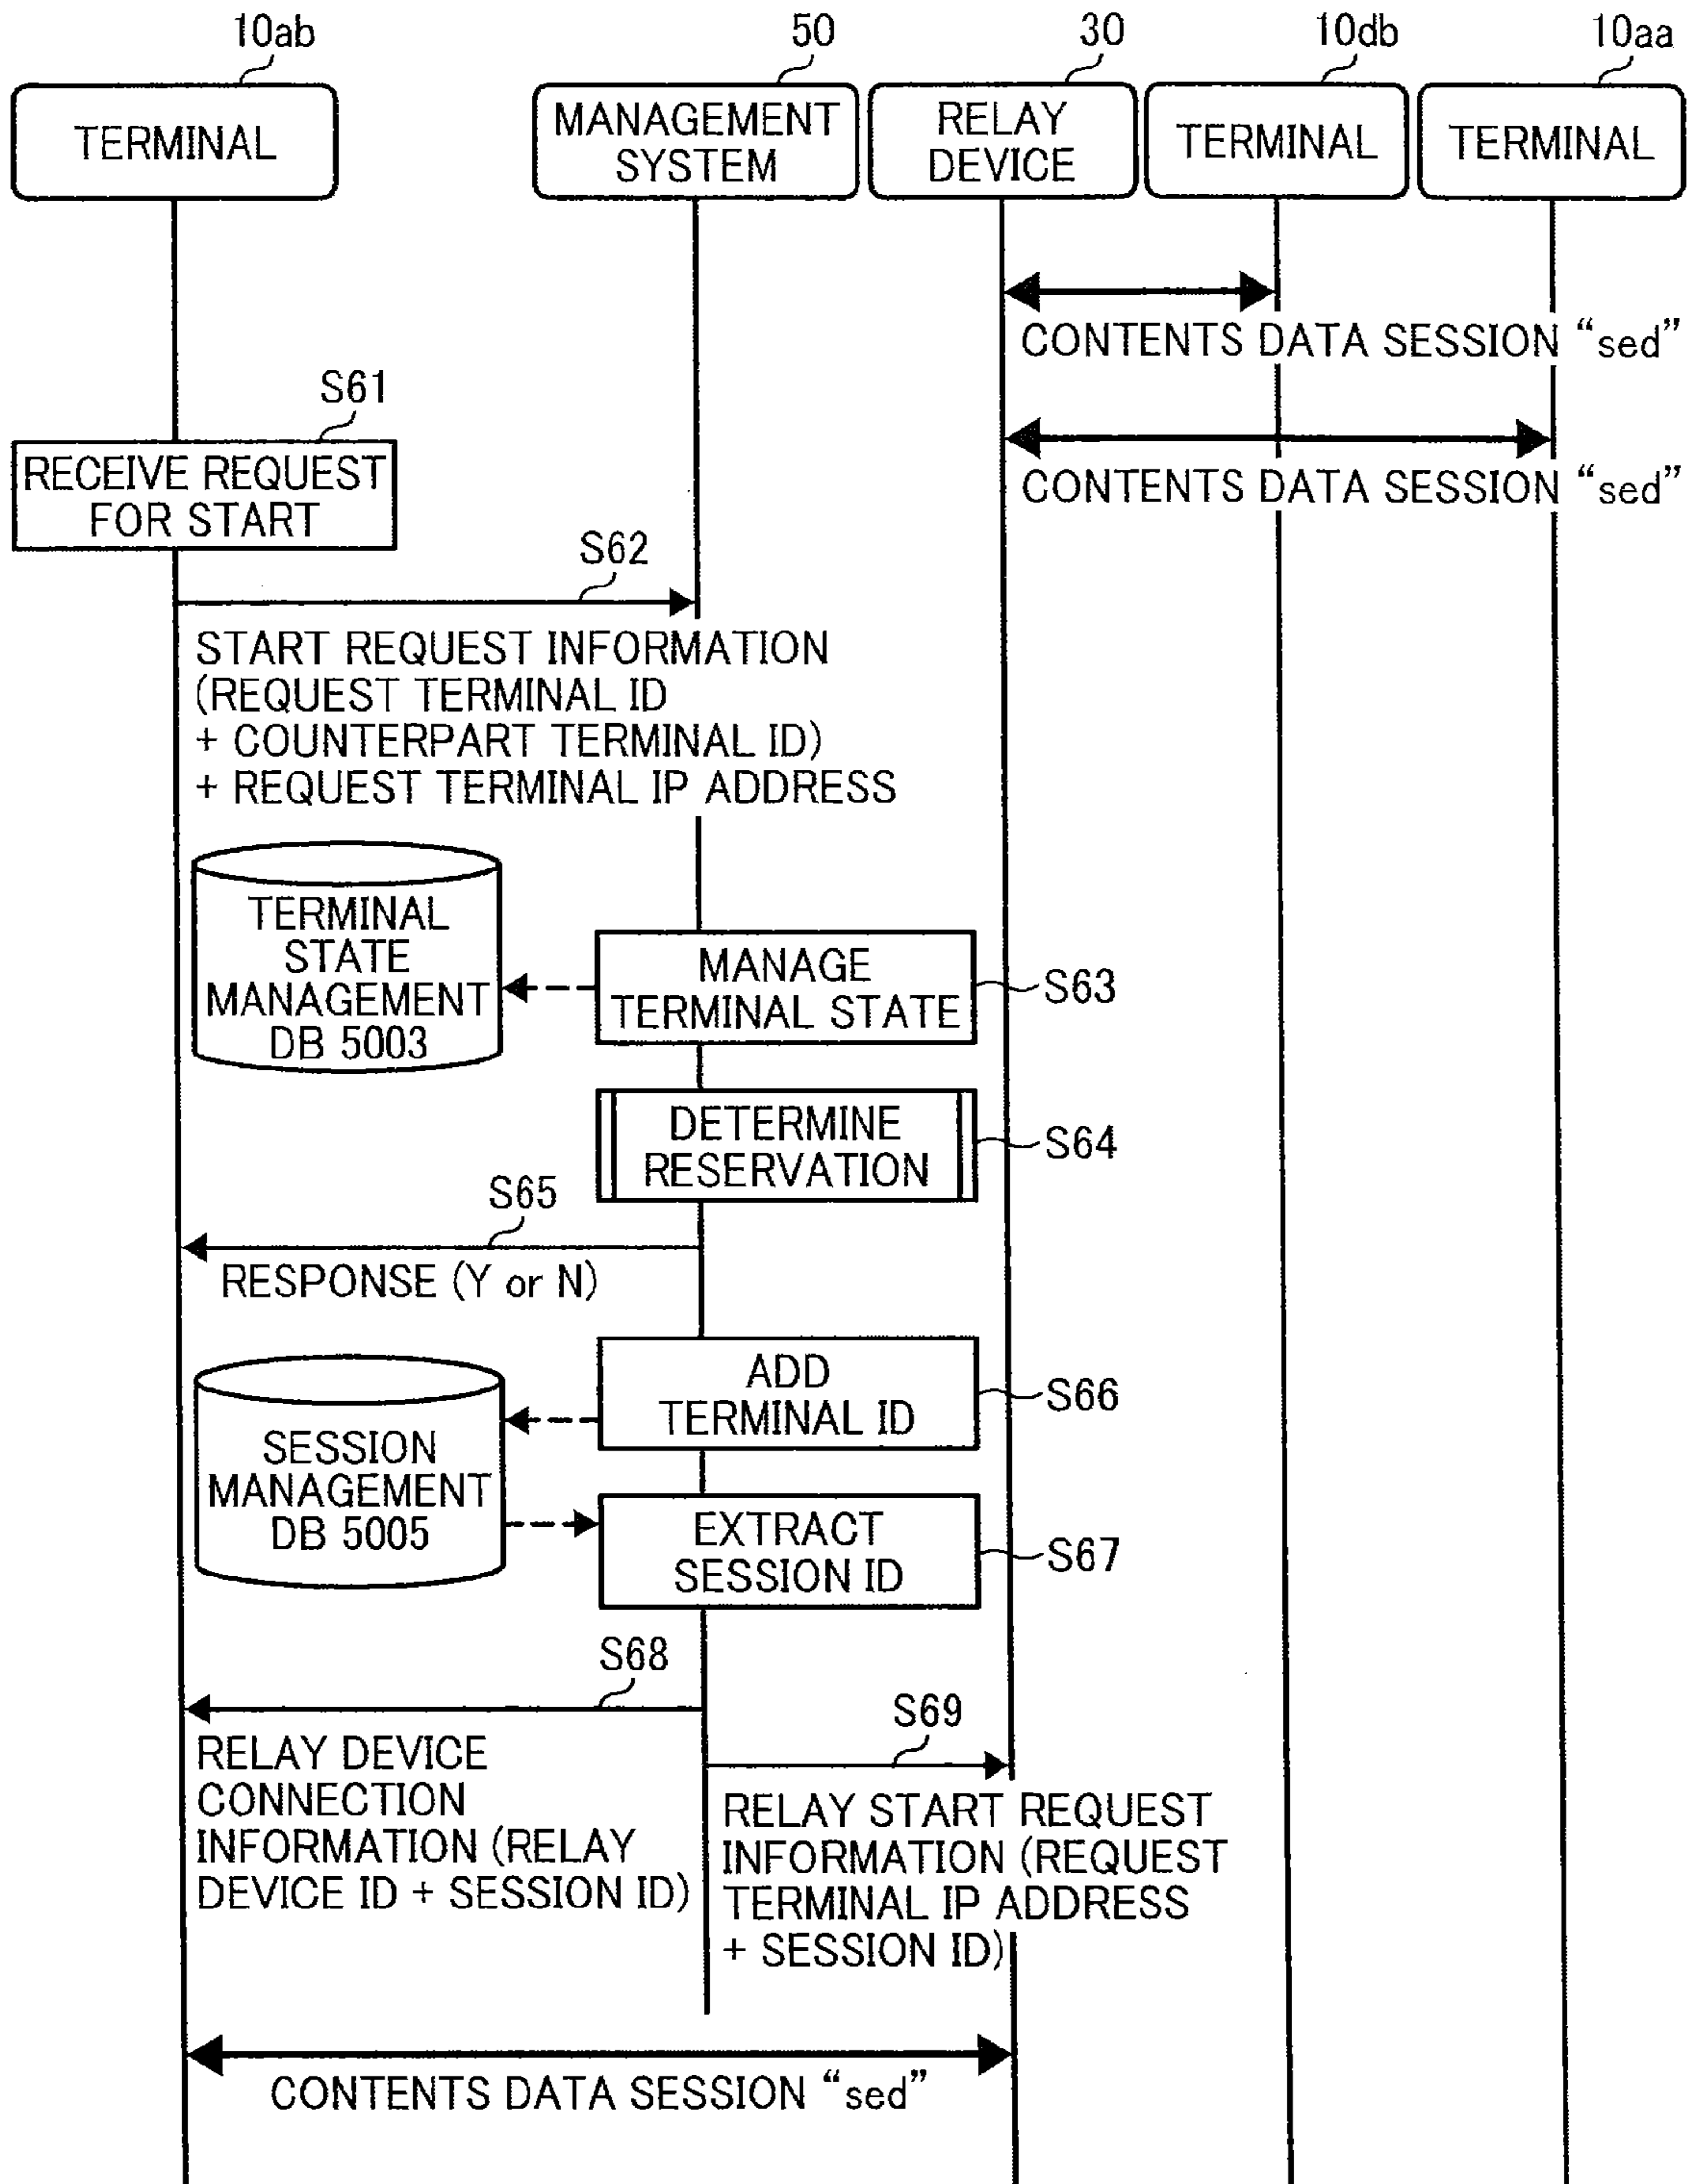 10ab
50
30
10db
10aa
TERMINAL
MANAGEMENT
SYSTEM
RELAY
DEVICE
TERMINAL
TERMINAL
CONTENTS DATA SESSION “sed”
S61
RECEIVE REQUEST
FOR START
CONTENTS DATA SESSION “sed”
S62
START REQUEST INFORMATION
(REQUEST TERMINAL ID
+ COUNTERPART TERMINAL ID)
+ REQUEST TERMINAL IP ADDRESS
TERMINAL
STATE
MANAGEMENT
DB 5003
MANAGE
TERMINAL STATE
S63
DETERMINE
RESERVATION
S64
S65
RESPONSE (Y or N)
ADD
TERMINAL ID
S66
SESSION
MANAGEMENT
DB 5005
EXTRACT
SESSION ID
S67
S68
RELAY DEVICE
CONNECTION
INFORMATION (RELAY
DEVICE ID + SESSION ID)
S69
RELAY START REQUEST
INFORMATION (REQUEST
TERMINAL IP ADDRESS
+ SESSION ID)
CONTENTS DATA SESSION “sed”